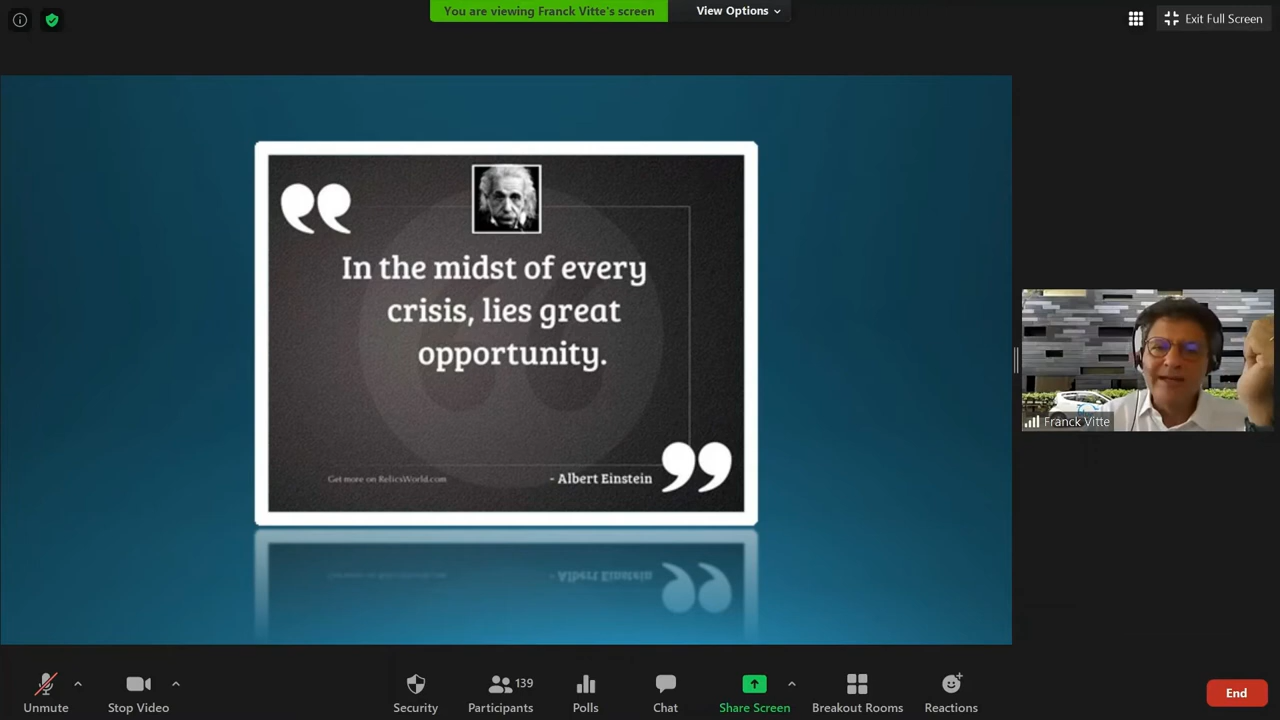 You are viewing Franck Vitte's screen
View Options
Exit Full Screen
In the midst of every
crisis, lies great
opportunity.
Get more on RelicsWorld.com
- Albert Einstein
- Albert Einstein
Franck Vitte
Unmute
Stop Video
Security
Participants
139
Polls
Chat
Share Screen
Breakout Rooms
Reactions
End